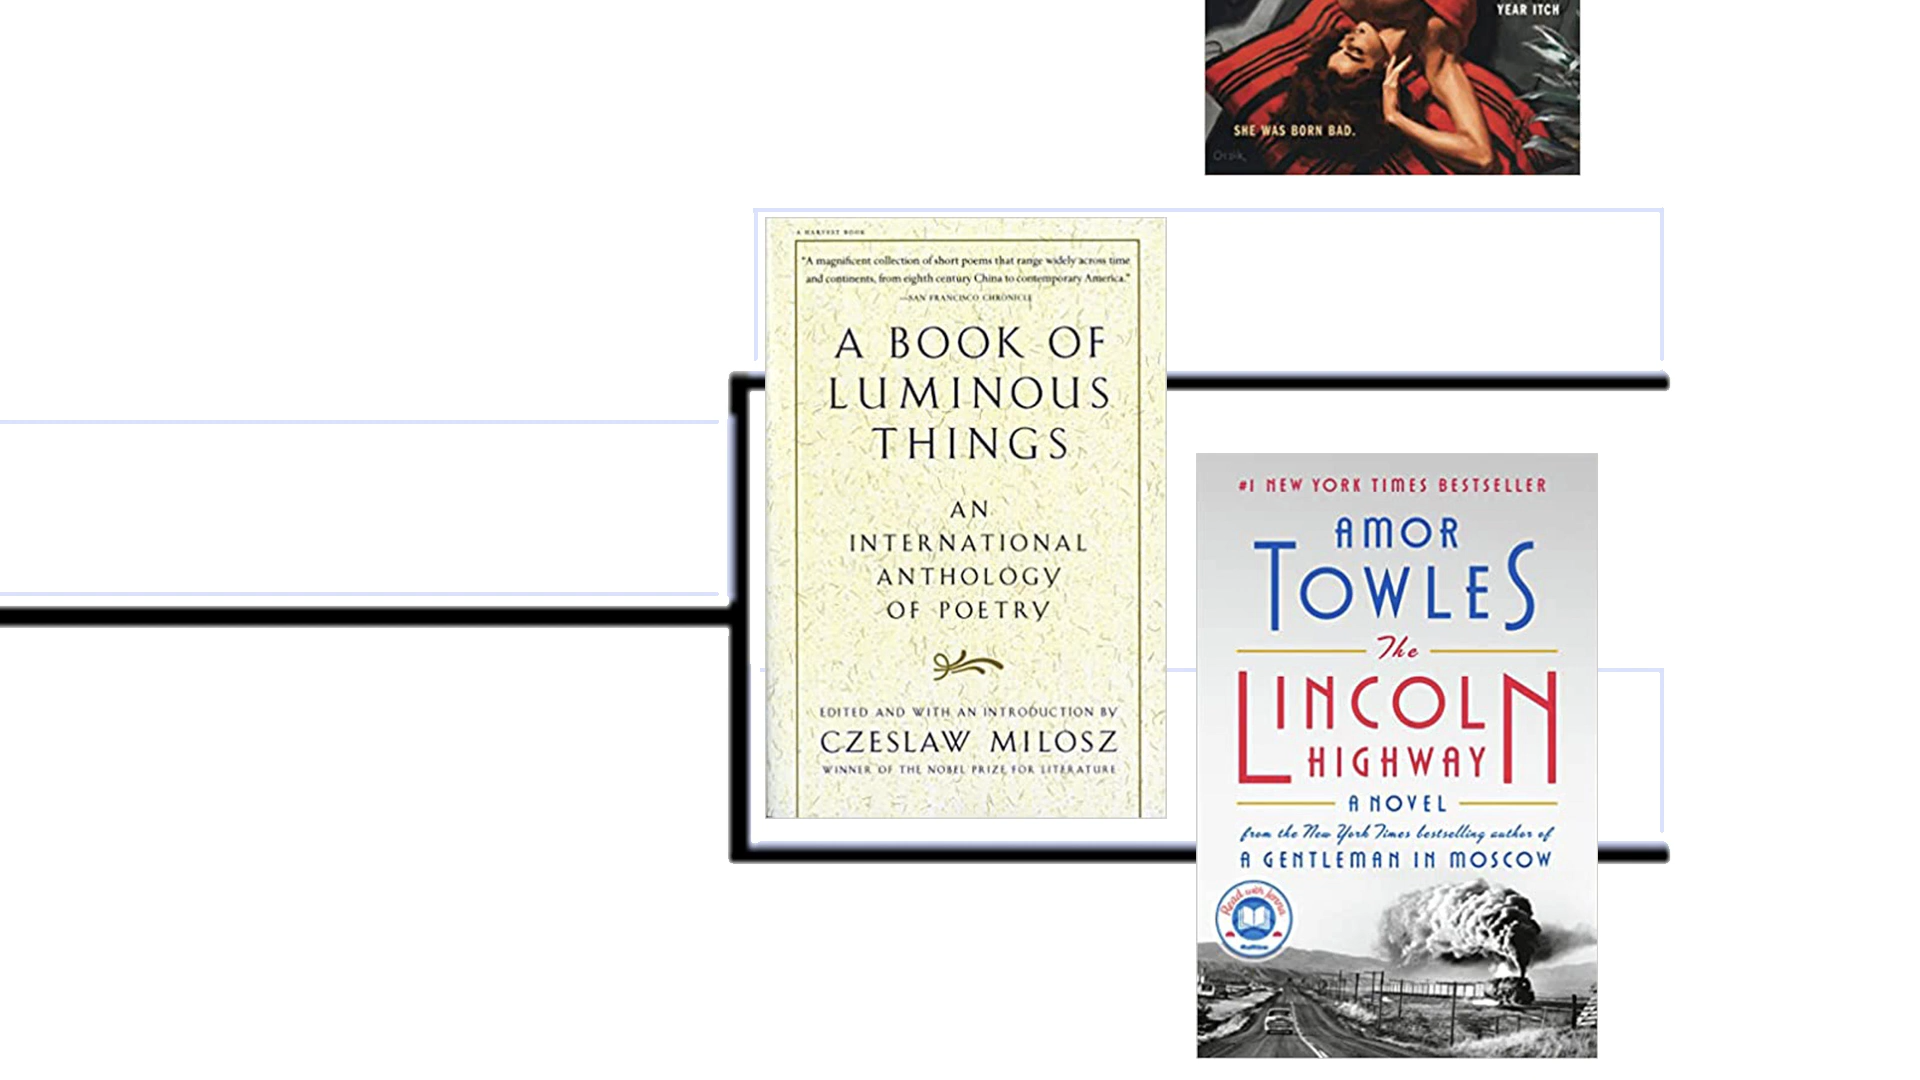 YEAR ITCH
SHE WAS BORN BAD.
A HARVEST BOOK
"A magnificent collection of short poems that range widely across time
and continents, from eighth century China to contemporary America."
—SAN FRANCISCO CHRONICLE
A BOOK OF
LUMINOUS
THINGS
AN
INTERNATIONAL
ANTHOLOGY
OF POETRY
EDITED AND WITH AN INTRODUCTION BY
CZESLAW MILOSZ
WINNER OF THE NOBEL PRIZE FOR LITERATURE
#1 NEW YORK TIMES BESTSELLER
AMOR
TOWLES
The
LINCOLN
HIGHWAY
A NOVEL
from the New York Times bestselling author of
A GENTLEMAN IN MOSCOW
Read with Jenna